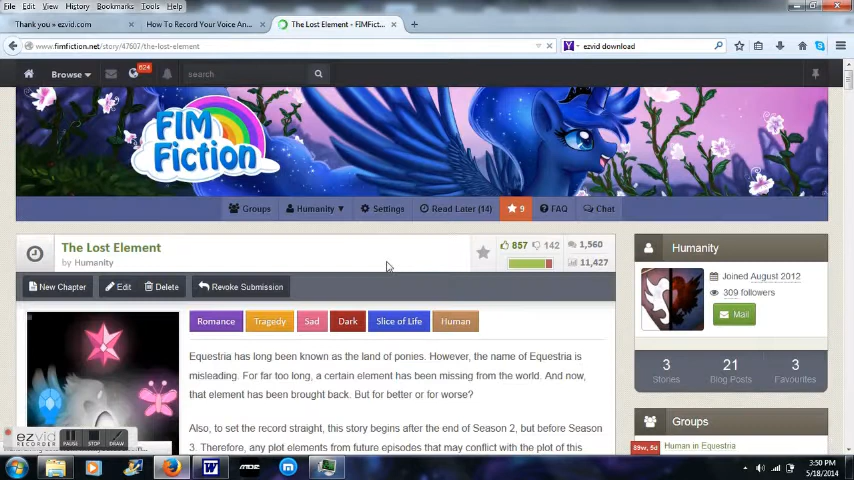 File Edit View History Bookmarks Tools Help
Thank you » ezvid.com
How To Record Your Voice An...
The Lost Element - FIMFiction...
www.fimfiction.net/story/47607/the-lost-element
ezvid download
Browse
624
search
FIM
Fiction
Groups
Humanity ▼
Settings
Read Later (14)
9
FAQ
Chat
The Lost Element
by Humanity
857 142
1,560
11,427
New Chapter
Edit
Delete
Revoke Submission
Romance Tragedy Sad Dark Slice of Life Human
Equestria has long been known as the land of ponies. However, the name of Equestria is
misleading. For far too long, a certain element has been missing from the world. And now,
that element has been brought back. But for better or for worse?
Also, to set the record straight, this story begins after the end of Season 2, but before Season
3. Therefore, any plot elements from future episodes that may conflict with the plot of this
Humanity
Joined August 2012
309 followers
Mail
3 21 3
Stories Blog Posts Favourites
Groups
89w, 5d
Human in Equestria
ezvid
RECORDER
PAUSE STOP DRAW
3:50 PM
5/18/2014